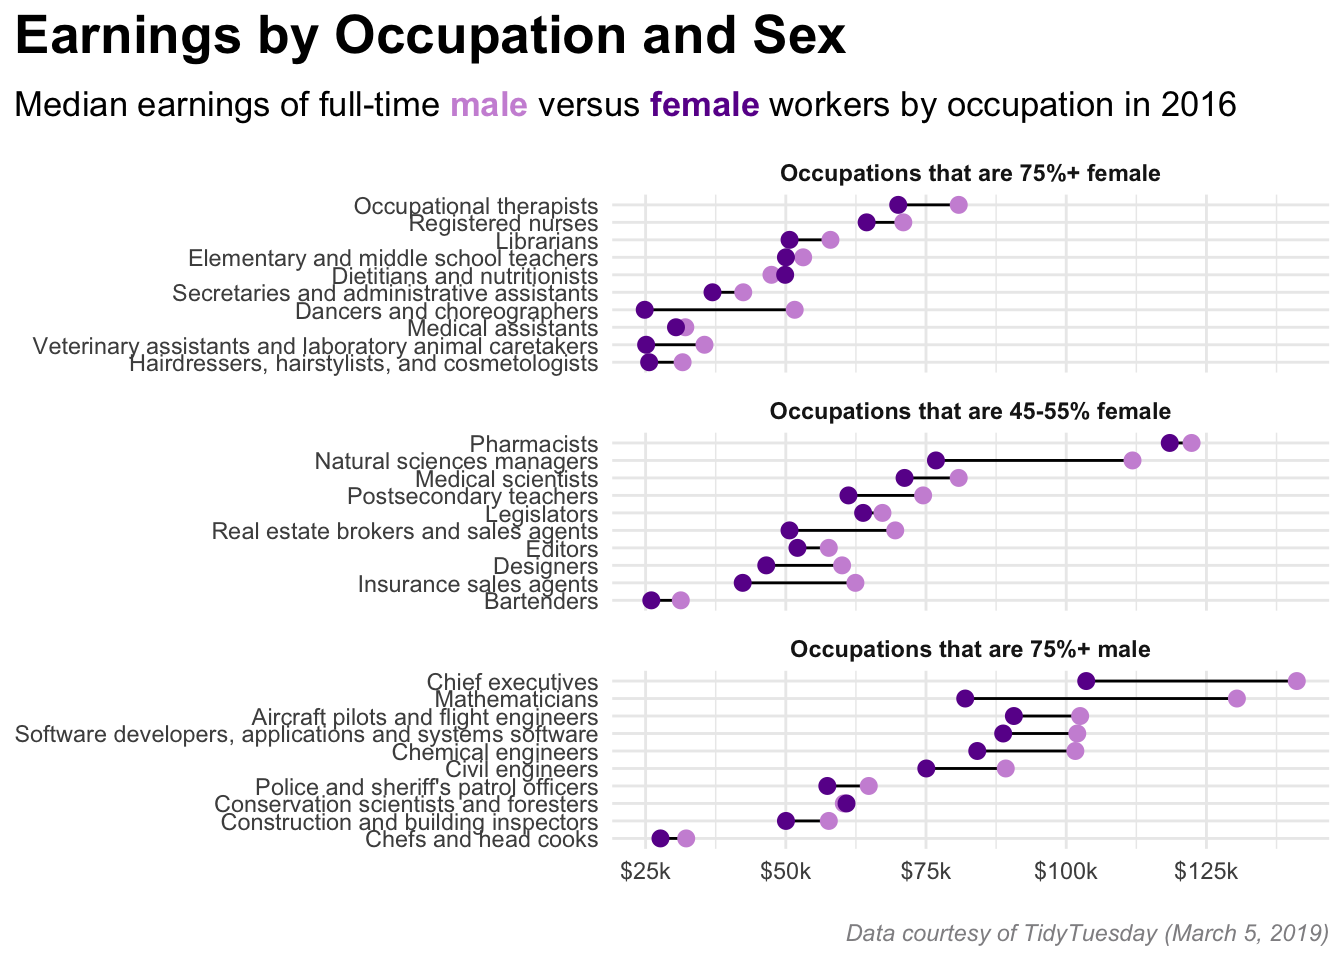 Earnings by Occupation and Sex
Median earnings of full-time male versus female workers by occupation in 2016
Occupations that are 75%+ female
Occupational therapists
Registered nurses
Librarians
Elementary and middle school teachers
Dietitians and nutritionists
Secretaries and administrative assistants
Dancers and choreographers
Medical assistants
Veterinary assistants and laboratory animal caretakers
Hairdressers, hairstylists, and cosmetologists
Occupations that are 45-55% female
Pharmacists
Natural sciences managers
Medical scientists
Postsecondary teachers
Legislators
Real estate brokers and sales agents
Editors
Designers
Insurance sales agents
Bartenders
Occupations that are 75%+ male
Chief executives
Mathematicians
Aircraft pilots and flight engineers
Software developers, applications and systems software
Chemical engineers
Civil engineers
Police and sheriff's patrol officers
Conservation scientists and foresters
Construction and building inspectors
Chefs and head cooks
$25k $50k $75k $100k $125k
Data courtesy of TidyTuesday (March 5, 2019)